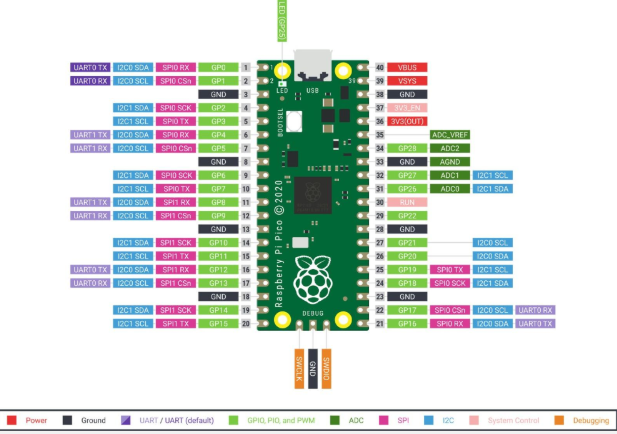 LED (GP25)
UART0 TX I2C0 SDA SPI0 RX GP0 1 1 40 VBUS
UART0 RX I2C0 SCL SPI0 CSn GP1 2 2 39 39 VSYS
GND 3 LED USB 38 GND
I2C1 SDA SPI0 SCK GP2 4 37 3V3_EN
I2C1 SCL SPI0 TX GP3 5 BOOTSEL 36 3V3(OUT)
UART1 TX I2C0 SDA SPI0 RX GP4 6 35 ADC_VREF
UART1 RX I2C0 SCL SPI0 CSn GP5 7 34 GP28 ADC2
GND 8 33 GND AGND
I2C1 SDA SPI0 SCK GP6 9 32 GP27 ADC1 I2C1 SCL
I2C1 SCL SPI0 TX GP7 10 31 GP26 ADC0 I2C1 SDA
UART1 TX I2C0 SDA SPI1 RX GP8 11 30 RUN
UART1 RX I2C0 SCL SPI1 CSn GP9 12 29 GP22
GND 13 28 GND
I2C1 SDA SPI1 SCK GP10 14 27 GP21 I2C0 SCL
I2C1 SCL SPI1 TX GP11 15 26 GP20 I2C0 SDA
UART0 TX I2C0 SDA SPI1 RX GP12 16 25 GP19 SPI0 TX I2C1 SCL
UART0 RX I2C0 SCL SPI1 CSn GP13 17 24 GP18 SPI0 SCK I2C1 SDA
GND 18 23 GND
I2C1 SDA SPI1 SCK GP14 19 22 GP17 SPI0 CSn I2C0 SCL UART0 RX
I2C1 SCL SPI1 TX GP15 20 21 GP16 SPI0 RX I2C0 SDA UART0 TX
Raspberry Pi Pico © 2020
DEBUG
SWCLK
GND
SWDIO
Power Ground UART / UART (default) GPIO, PIO, and PWM ADC SPI I2C System Control Debugging